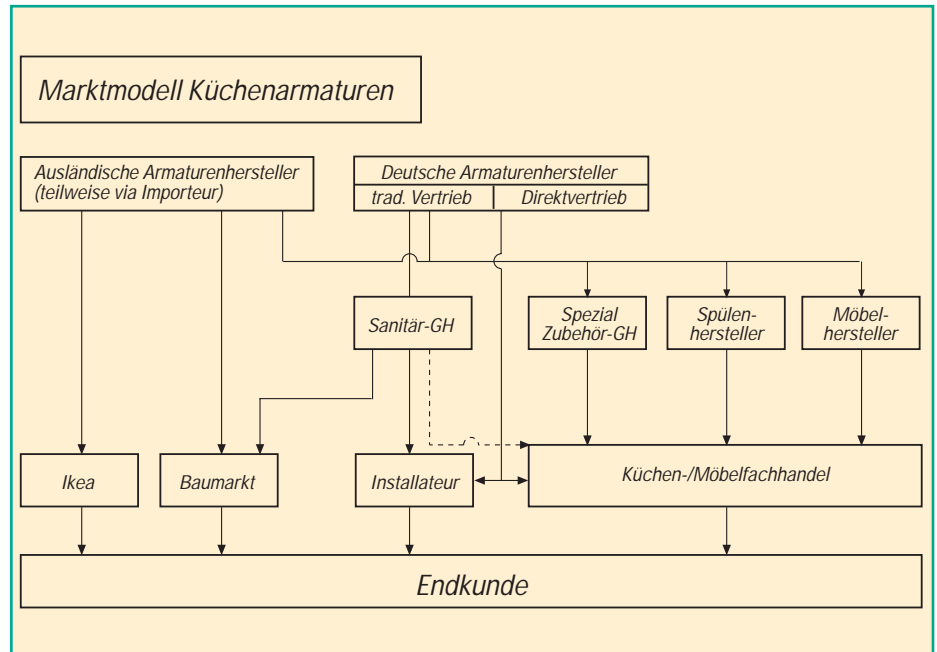 Marktmodell Küchenarmaturen
Ausländische Armaturenhersteller
(teilweise via Importeur)
Deutsche Armaturenhersteller
trad. Vertrieb
Direktvertrieb
Sanitär-GH
Spezial
Zubehör-GH
Spülen-
hersteller
Möbel-
hersteller
Ikea
Baumarkt
Installateur
Küchen-/Möbelfachhandel
Endkunde